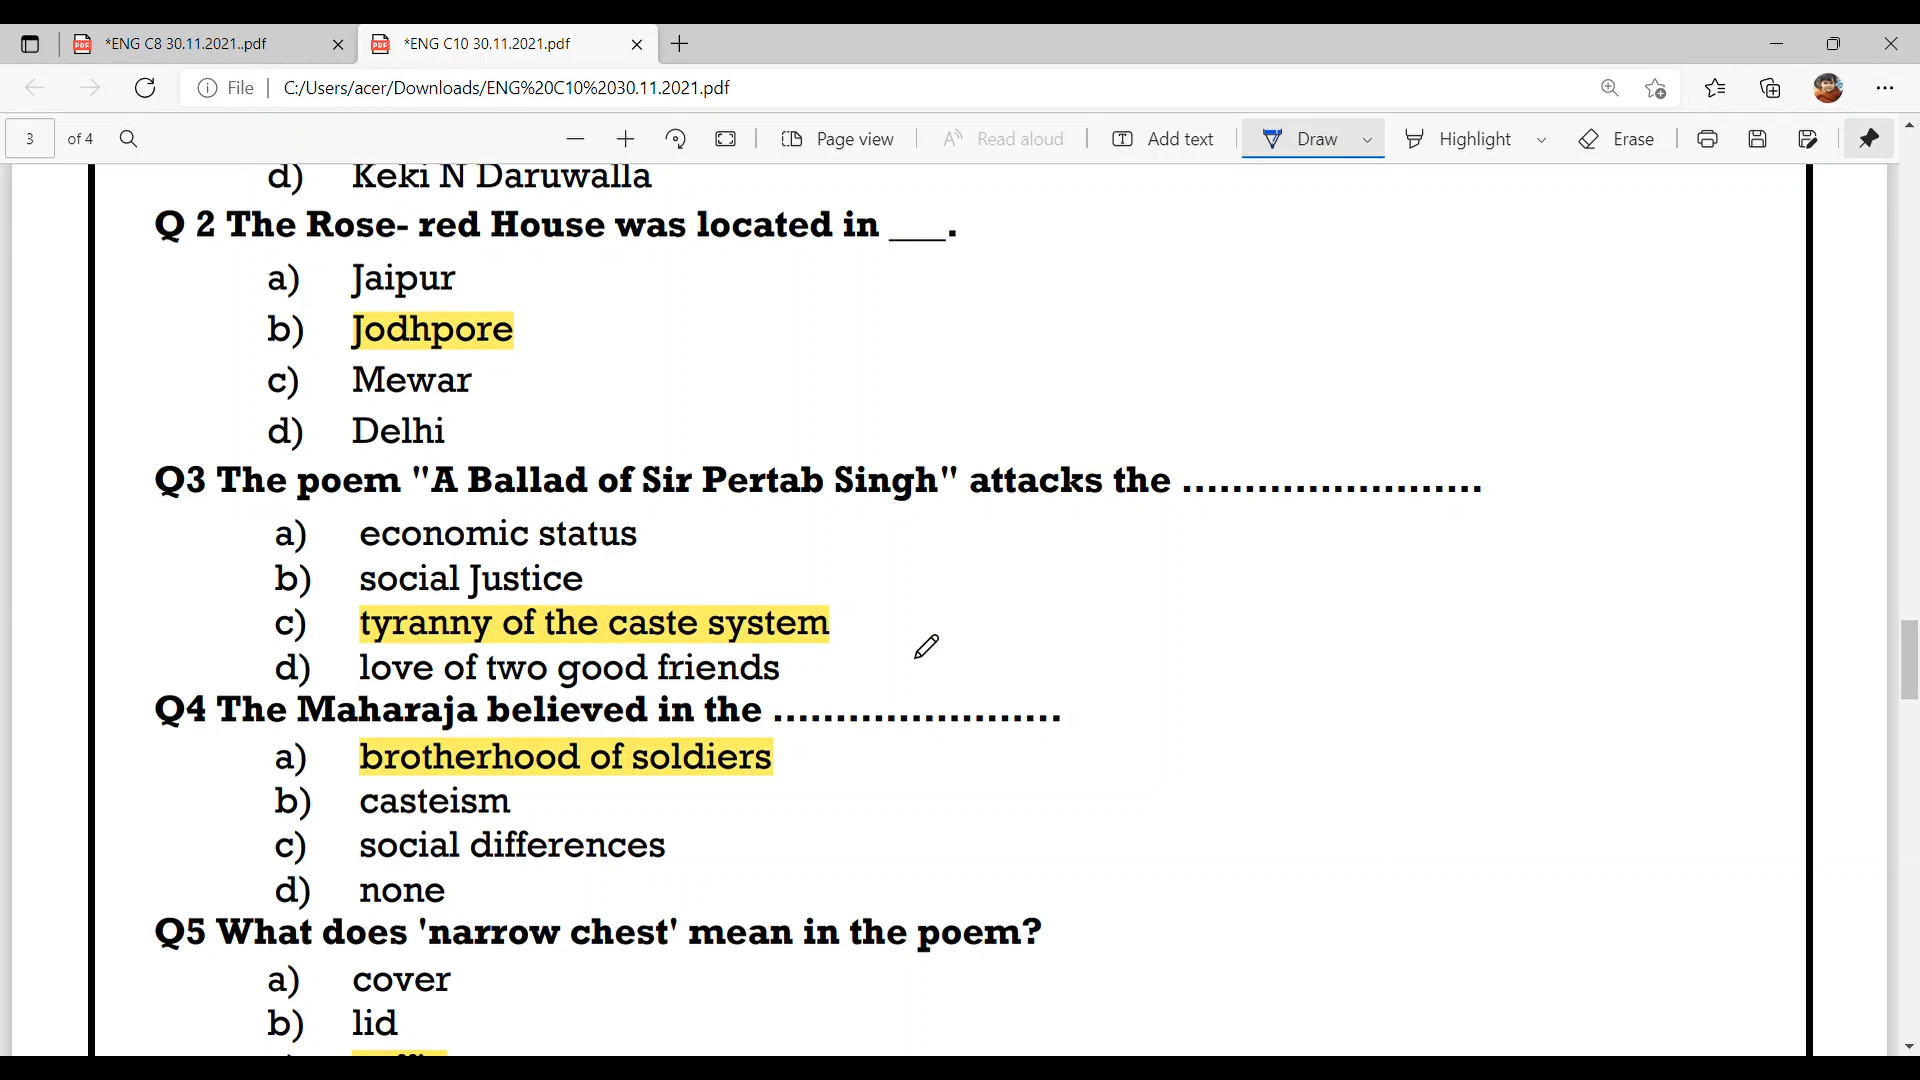 *ENG C8 30.11.2021..pdf
*ENG C10 30.11.2021.pdf
File | C:/Users/acer/Downloads/ENG%20C10%2030.11.2021.pdf
3 of 4 Page view Read aloud Add text Draw Highlight Erase
d) Keki N Daruwalla
Q 2 The Rose- red House was located in ___.
a) Jaipur
b) Jodhpore
c) Mewar
d) Delhi
Q3 The poem "A Ballad of Sir Pertab Singh" attacks the ........................
a) economic status
b) social Justice
c) tyranny of the caste system
d) love of two good friends
Q4 The Maharaja believed in the .......................
a) brotherhood of soldiers
b) casteism
c) social differences
d) none
Q5 What does 'narrow chest' mean in the poem?
a) cover
b) lid